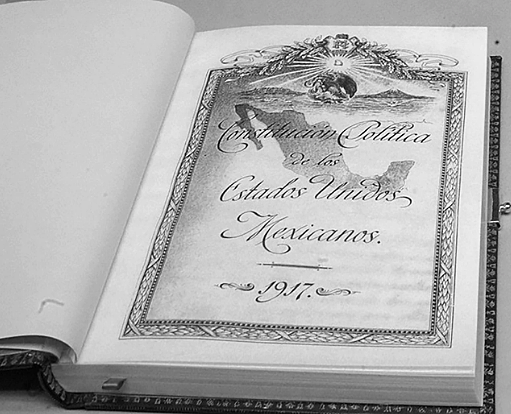 Constitución Política
de los
Estados Unidos
Mexicanos.
1917.